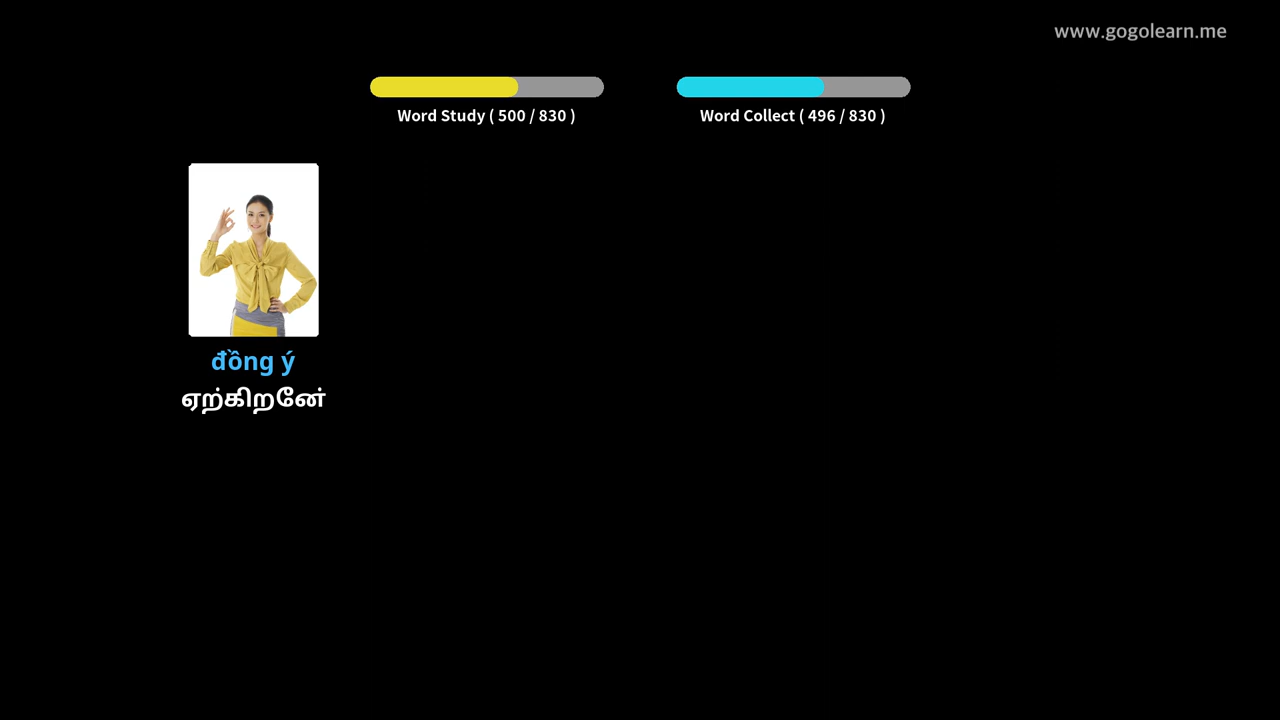 www.gogolearn.me
Word Study ( 500 / 830 )
Word Collect ( 496 / 830 )
đồng ý
ஏற்கிறேன்